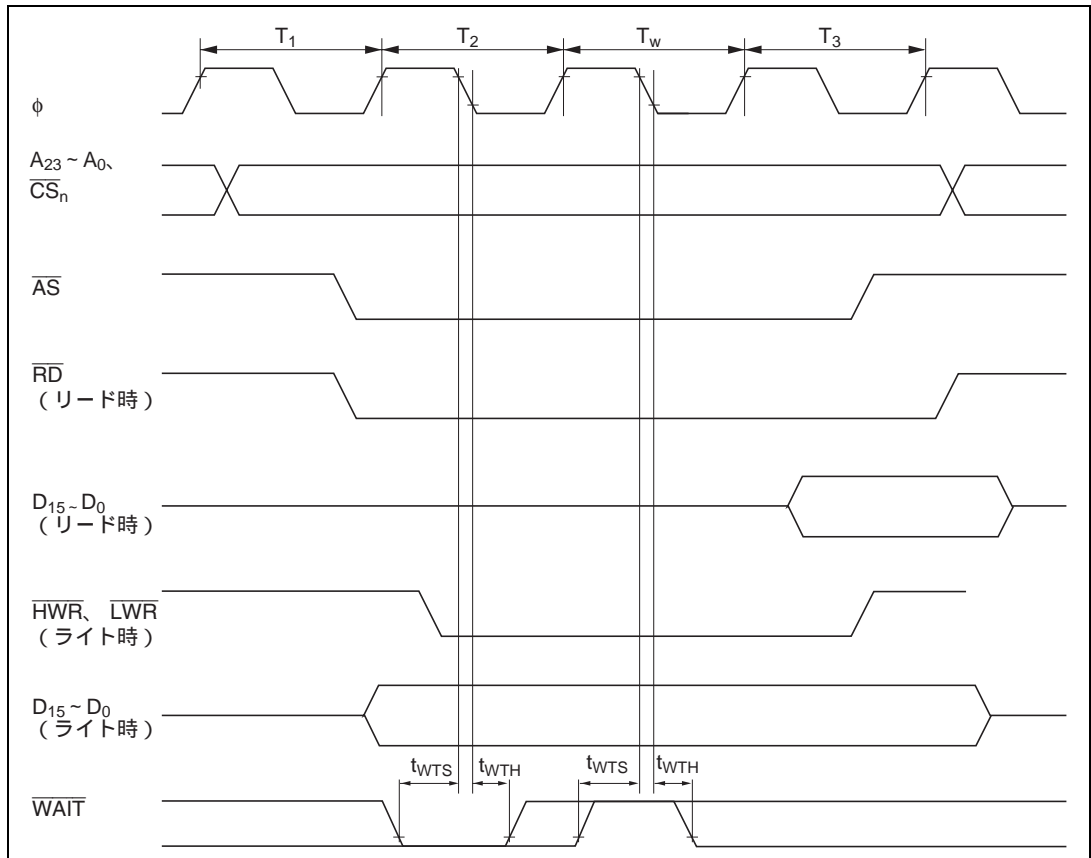 T1 T2 Tw T3
φ
A23 ~ A0、
CSn
AS
RD
（リード時）
D15 ~ D0
（リード時）
HWR、 LWR
（ライト時）
D15 ~ D0
（ライト時）
tWTS tWTH tWTS tWTH
WAIT